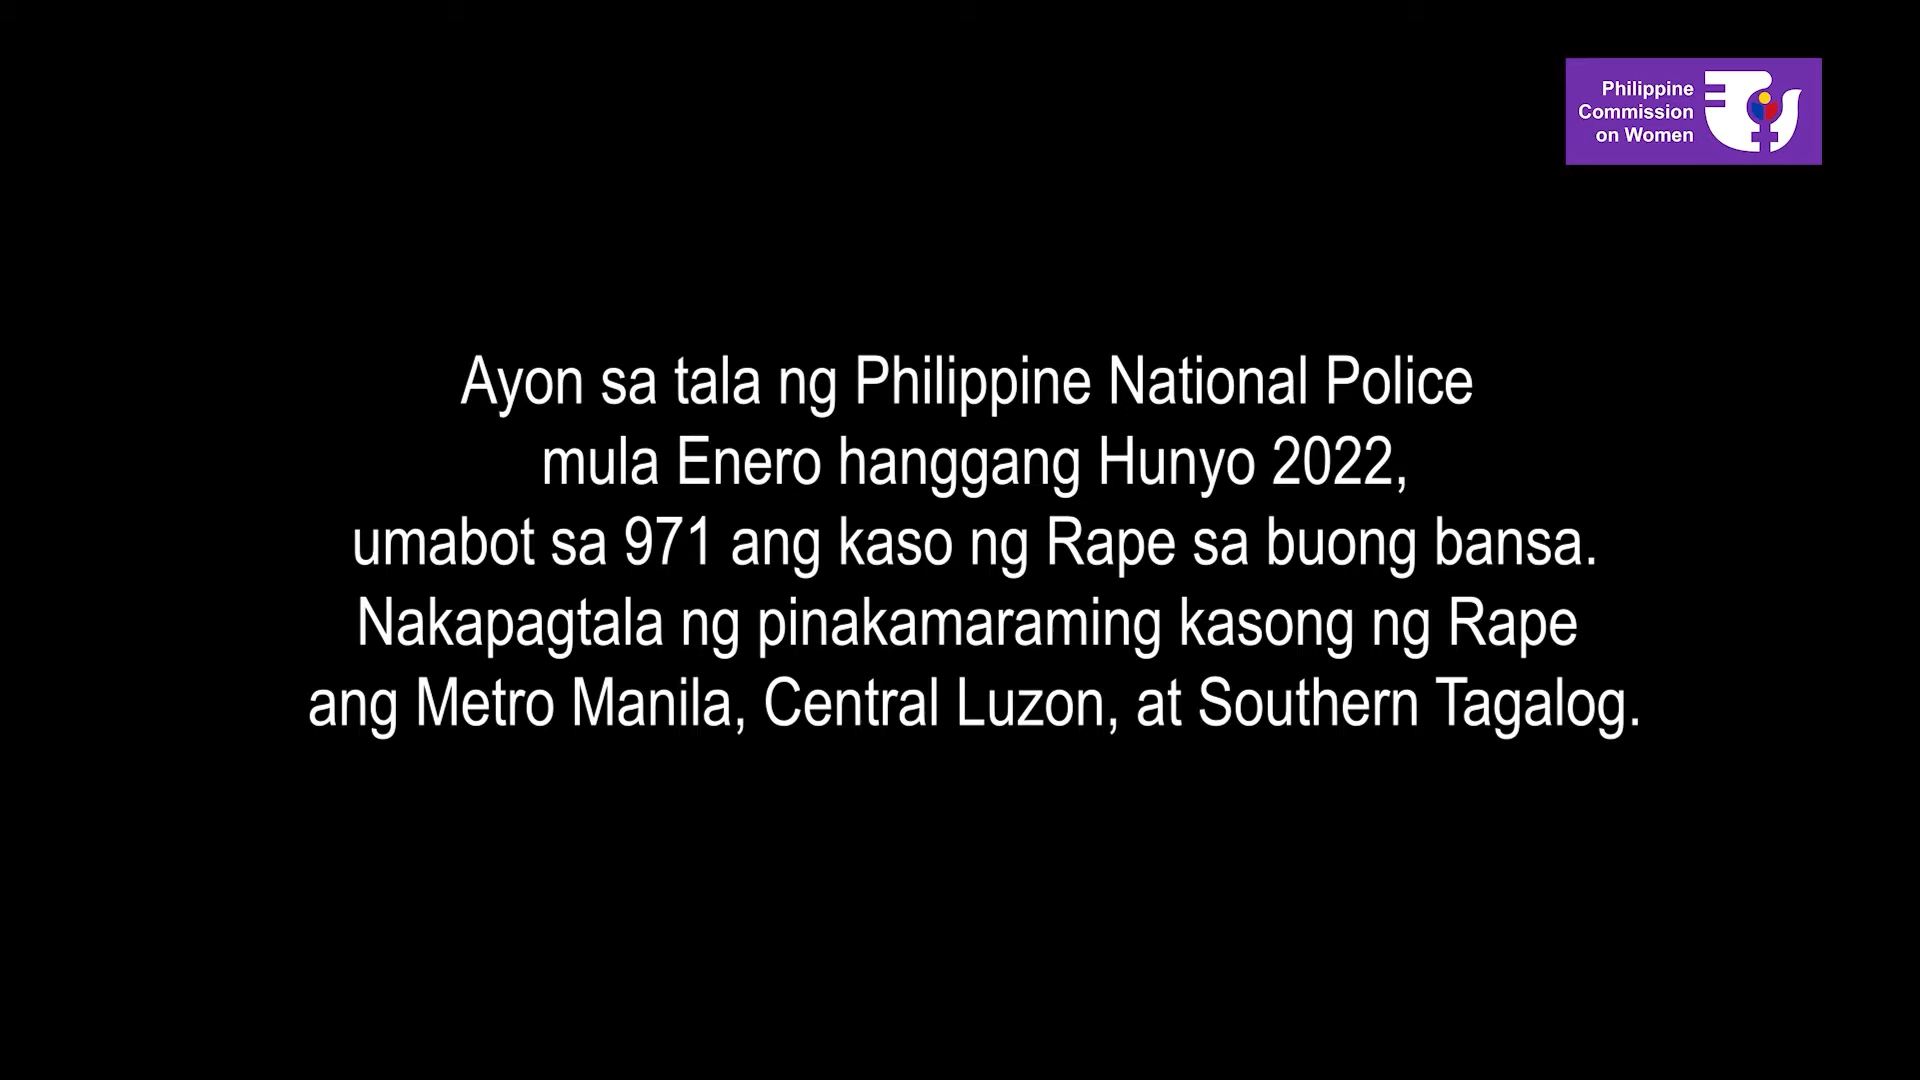 Philippine
Commission
on Women
Ayon sa tala ng Philippine National Police
mula Enero hanggang Hunyo 2022,
umabot sa 971 ang kaso ng Rape sa buong bansa.
Nakapagtala ng pinakamaraming kasong ng Rape
ang Metro Manila, Central Luzon, at Southern Tagalog.